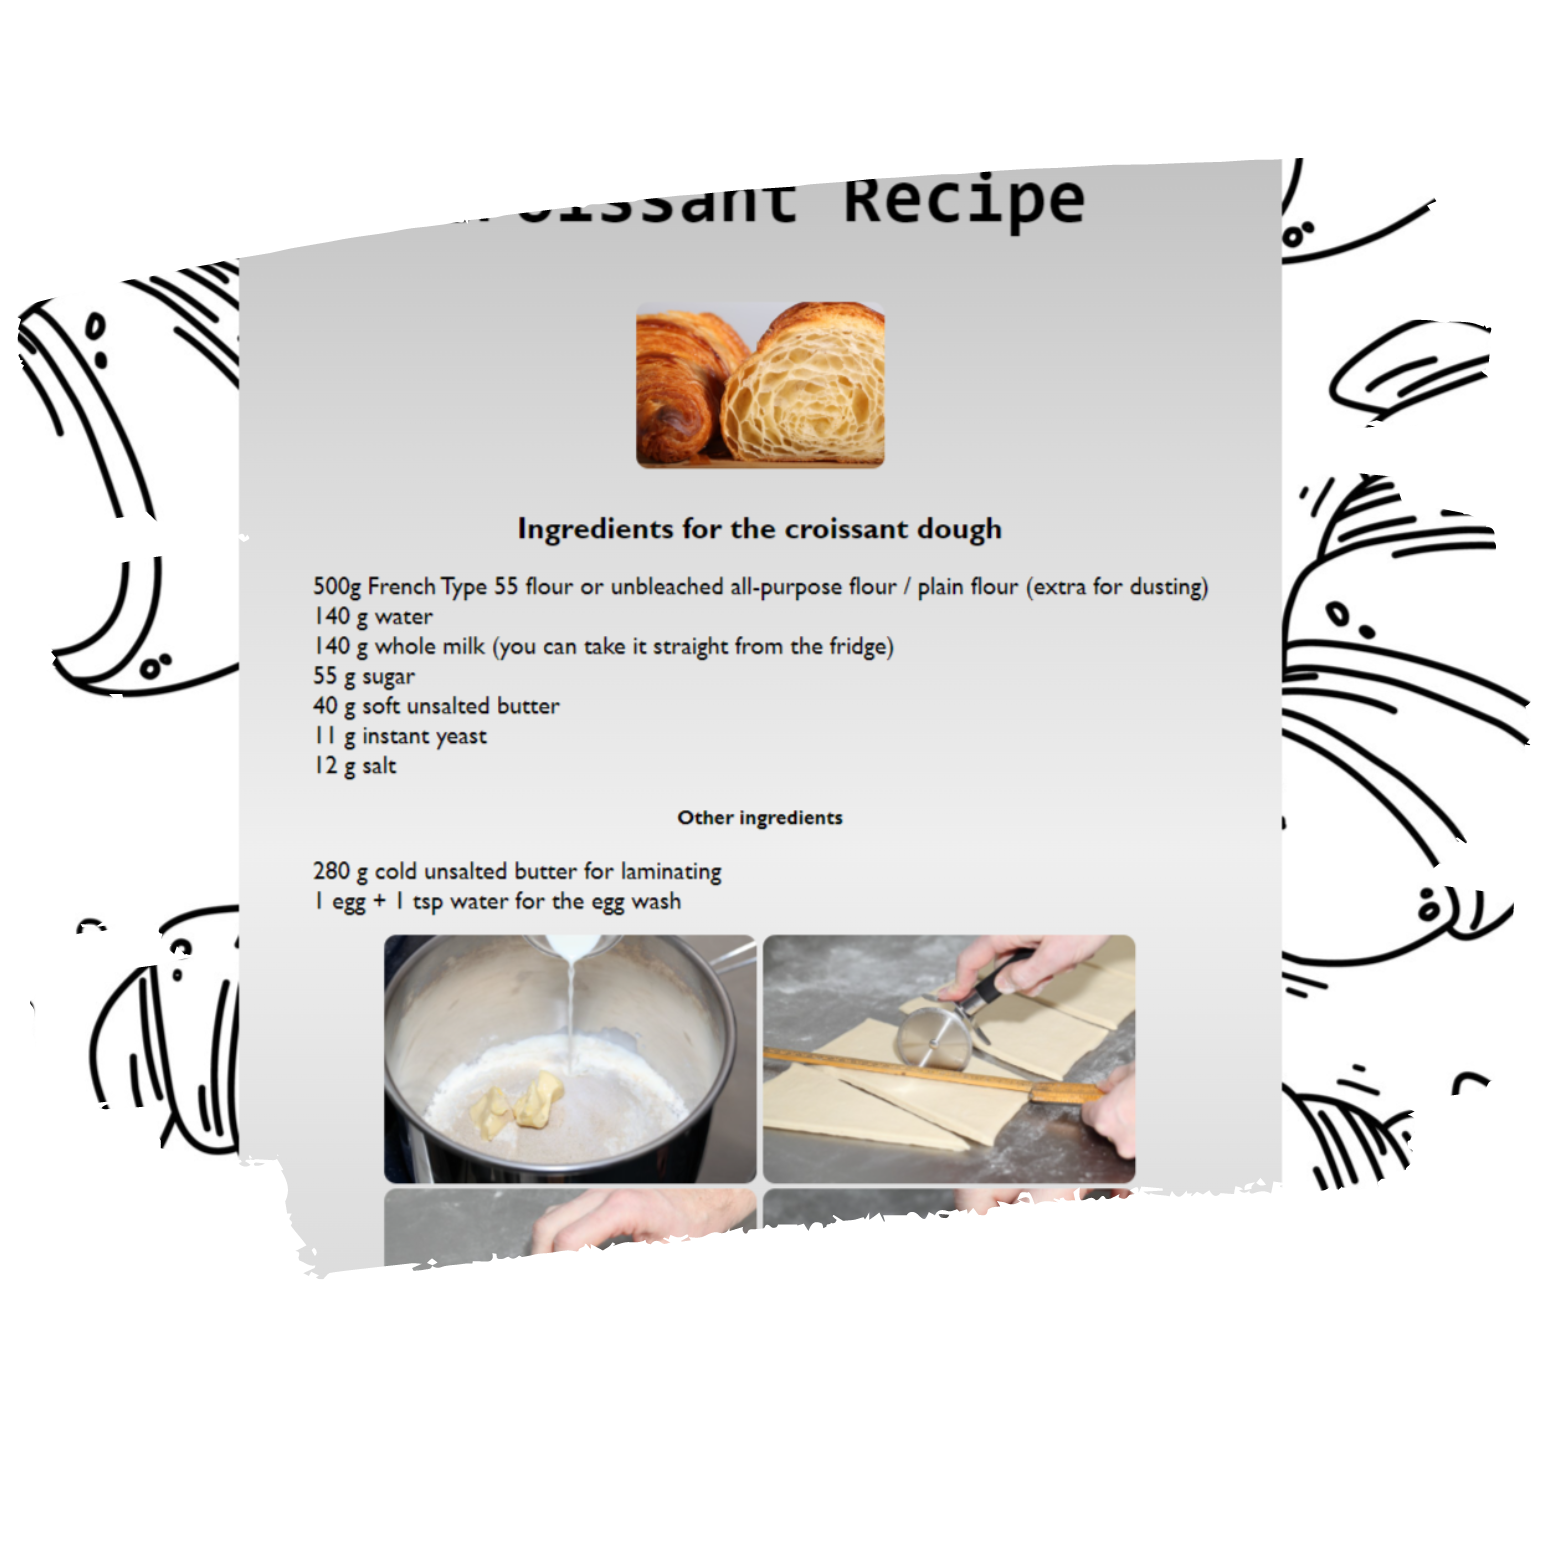 Croissant Recipe
Ingredients for the croissant dough
500g French Type 55 flour or unbleached all-purpose flour / plain flour (extra for dusting)
140 g water
140 g whole milk (you can take it straight from the fridge)
55 g sugar
40 g soft unsalted butter
11 g instant yeast
12 g salt
Other ingredients
280 g cold unsalted butter for laminating
1 egg + 1 tsp water for the egg wash